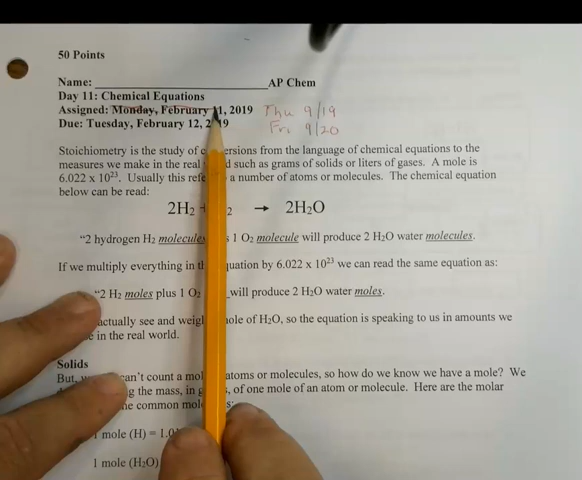 50 Points
Name: ____________________AP Chem
Day 11: Chemical Equations
Assigned: Monday, February 11, 2019 Thu 9/19
Due: Tuesday, February 12, 2019 Fri 9/20
Stoichiometry is the study of conversions from the language of chemical equations to the
measures we make in the real such as grams of solids or liters of gases. A mole is
6.022 x 10²³. Usually this a number of atoms or molecules. The chemical equation
below can be read:
2H₂ + ₂ → 2H₂O
“2 hydrogen H₂ molecules 1 O₂ molecule will produce 2 H₂O water molecules.
If we multiply everything in equation by 6.022 x 10²³ we can read the same equation as:
“2 H₂ moles plus 1 O₂ will produce 2 H₂O water moles.
actually see and weigh mole of H₂O, so the equation is speaking to us in amounts we
in the real world.
Solids
But, can’t count a mol atoms or molecules, so how do we know we have a mole? We
the mass, in of one mole of an atom or molecule. Here are the molar
common
1 mole (H) = 1.0
1 mole (H₂O)